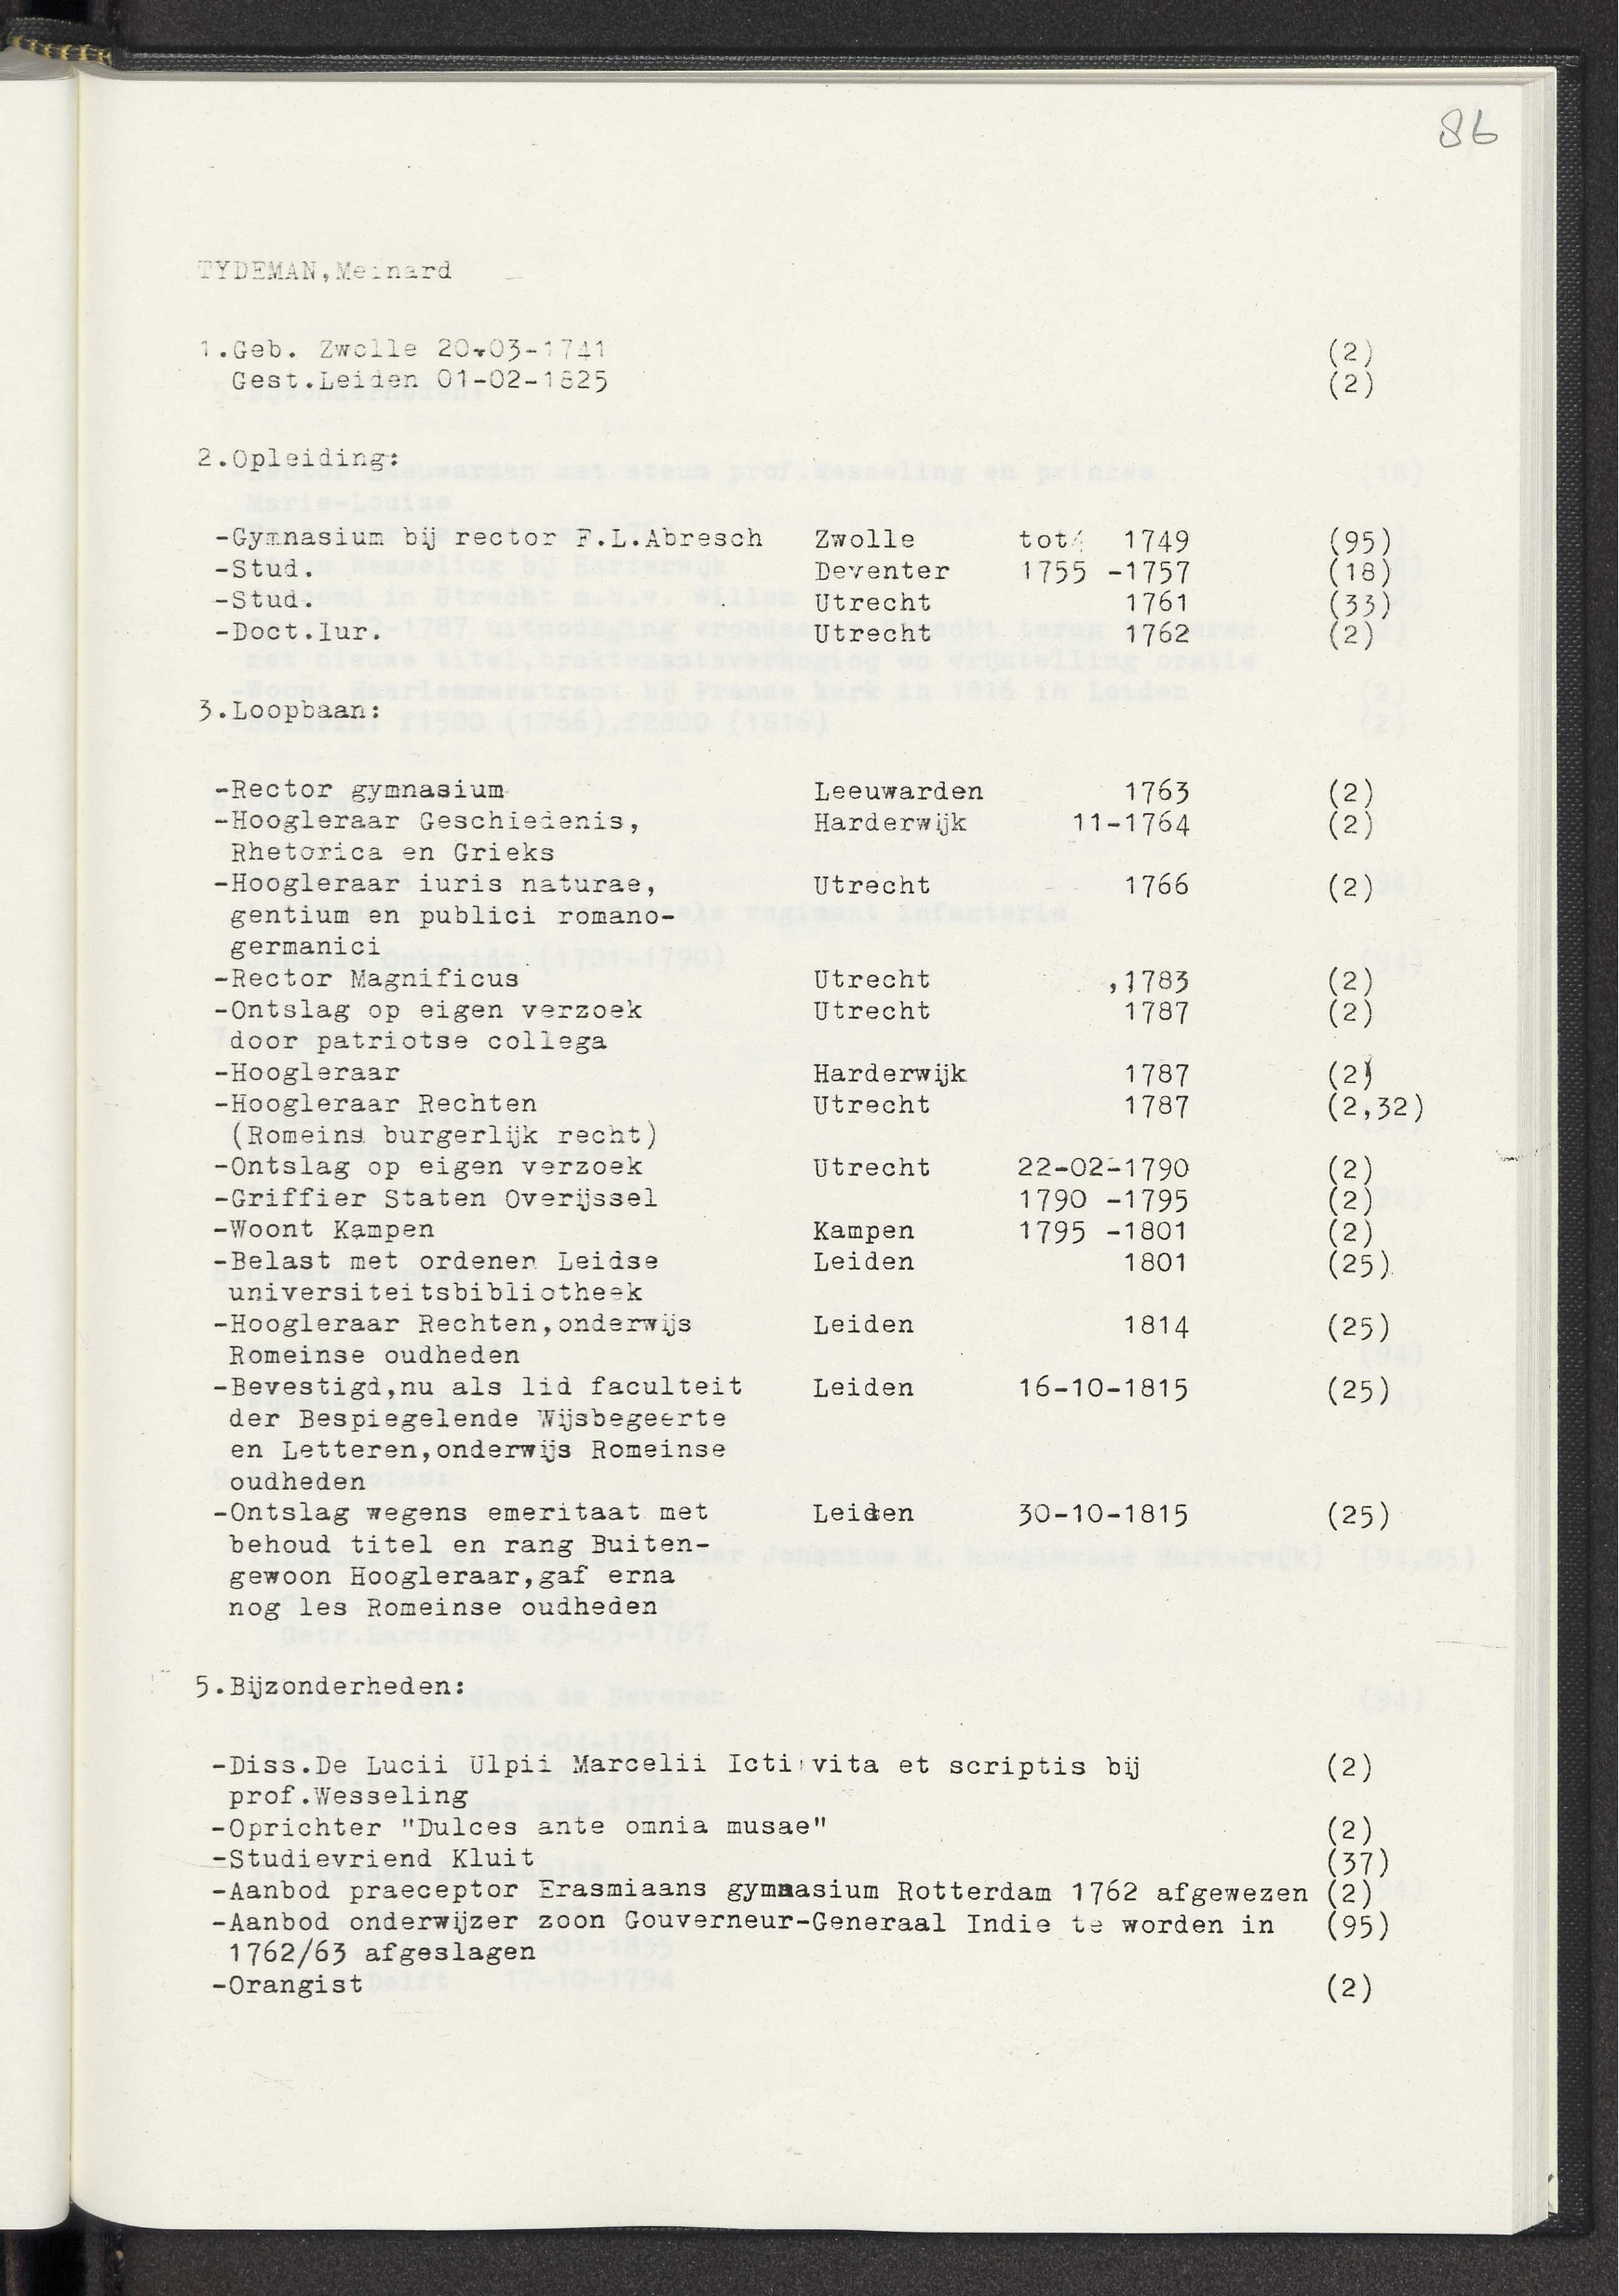 86
TYDEMAN,Meinard
1.Geb. Zwolle 20-03-1741 (2)
Gest.Leiden 01-02-1825 (2)
2.Opleiding:
-Gymnasium bij rector F.L.Abresch Zwolle tot 1749 (95)
-Stud. Deventer 1755 -1757 (18)
-Stud. Utrecht 1761 (33)
-Doct.Iur. Utrecht 1762 (2)
3.Loopbaan:
-Rector gymnasium Leeuwarden 1763 (2)
-Hoogleraar Geschiedenis, Harderwijk 11-1764 (2)
Rhetorica en Grieks
-Hoogleraar iuris naturae, Utrecht 1766 (2)
gentium en publici romano-
germanici
-Rector Magnificus Utrecht ,1783 (2)
-Ontslag op eigen verzoek Utrecht 1787 (2)
door patriotse collega
-Hoogleraar Harderwijk 1787 (2)
-Hoogleraar Rechten Utrecht 1787 (2,32)
(Romeins burgerlijk recht)
-Ontslag op eigen verzoek Utrecht 22-02-1790 (2)
-Griffier Staten Overijssel 1790 -1795 (2)
-Woont Kampen Kampen 1795 -1801 (2)
-Belast met ordenen Leidse Leiden 1801 (25)
universiteitsbibliotheek
-Hoogleraar Rechten,onderwijs Leiden 1814 (25)
Romeinse oudheden
-Bevestigd,nu als lid faculteit Leiden 16-10-1815 (25)
der Bespiegelende Wijsbegeerte
en Letteren,onderwijs Romeinse
oudheden
-Ontslag wegens emeritaat met Leiden 30-10-1815 (25)
behoud titel en rang Buiten-
gewoon Hoogleraar,gaf erna
nog les Romeinse oudheden
5.Bijzonderheden:
-Diss.De Lucii Ulpii Marcelii Icti vita et scriptis bij (2)
prof.Wesseling
-Oprichter "Dulces ante omnia musae" (2)
-Studievriend Kluit (37)
-Aanbod praeceptor Erasmiaans gymnasium Rotterdam 1762 afgewezen (2)
-Aanbod onderwijzer zoon Gouverneur-Generaal Indie te worden in (95)
1762/63 afgeslagen
-Orangist (2)